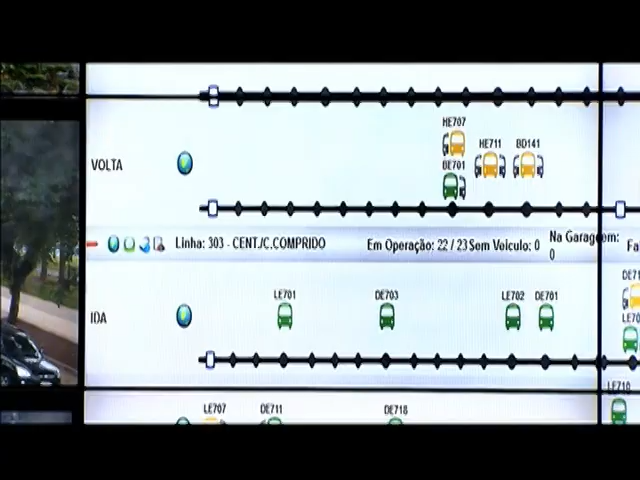 HE707
HE711 BD141
VOLTA
DE701
Linha: 303 - CENT./C.COMPRIDO Em Operação: 22 / 23 Sem Veiculo: 0 Na Garagem: 0
LE701 DE703 LE702 DE701
IDA
LE710
LE707 DE711 DE718